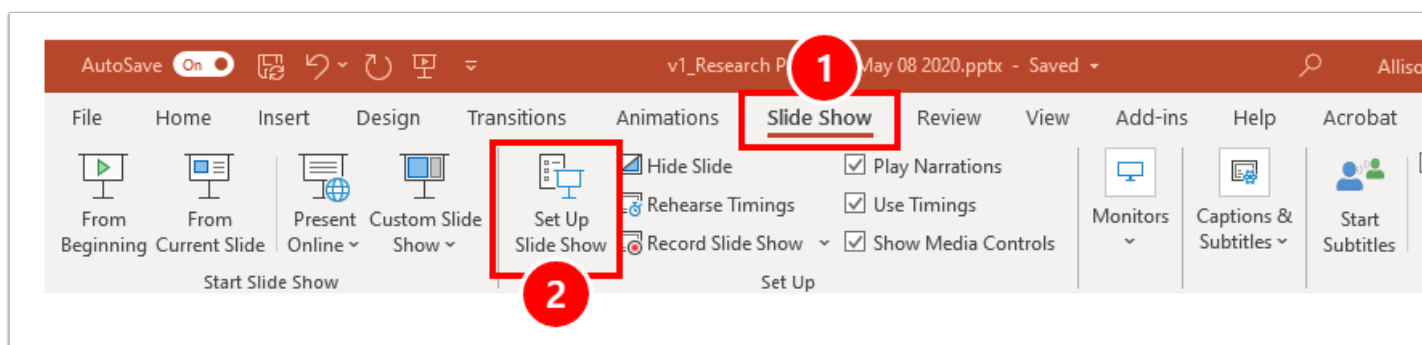 AutoSave On v1_Research P May 08 2020.pptx - Saved
1
File Home Insert Design Transitions Animations Slide Show Review View Add-ins Help Acrobat
Hide Slide Play Narrations
Rehearse Timings Use Timings
From From Present Custom Slide Set Up Monitors Captions & Start
Beginning Current Slide Online Show Slide Show Record Slide Show Show Media Controls Subtitles Subtitles
Start Slide Show Set Up
2